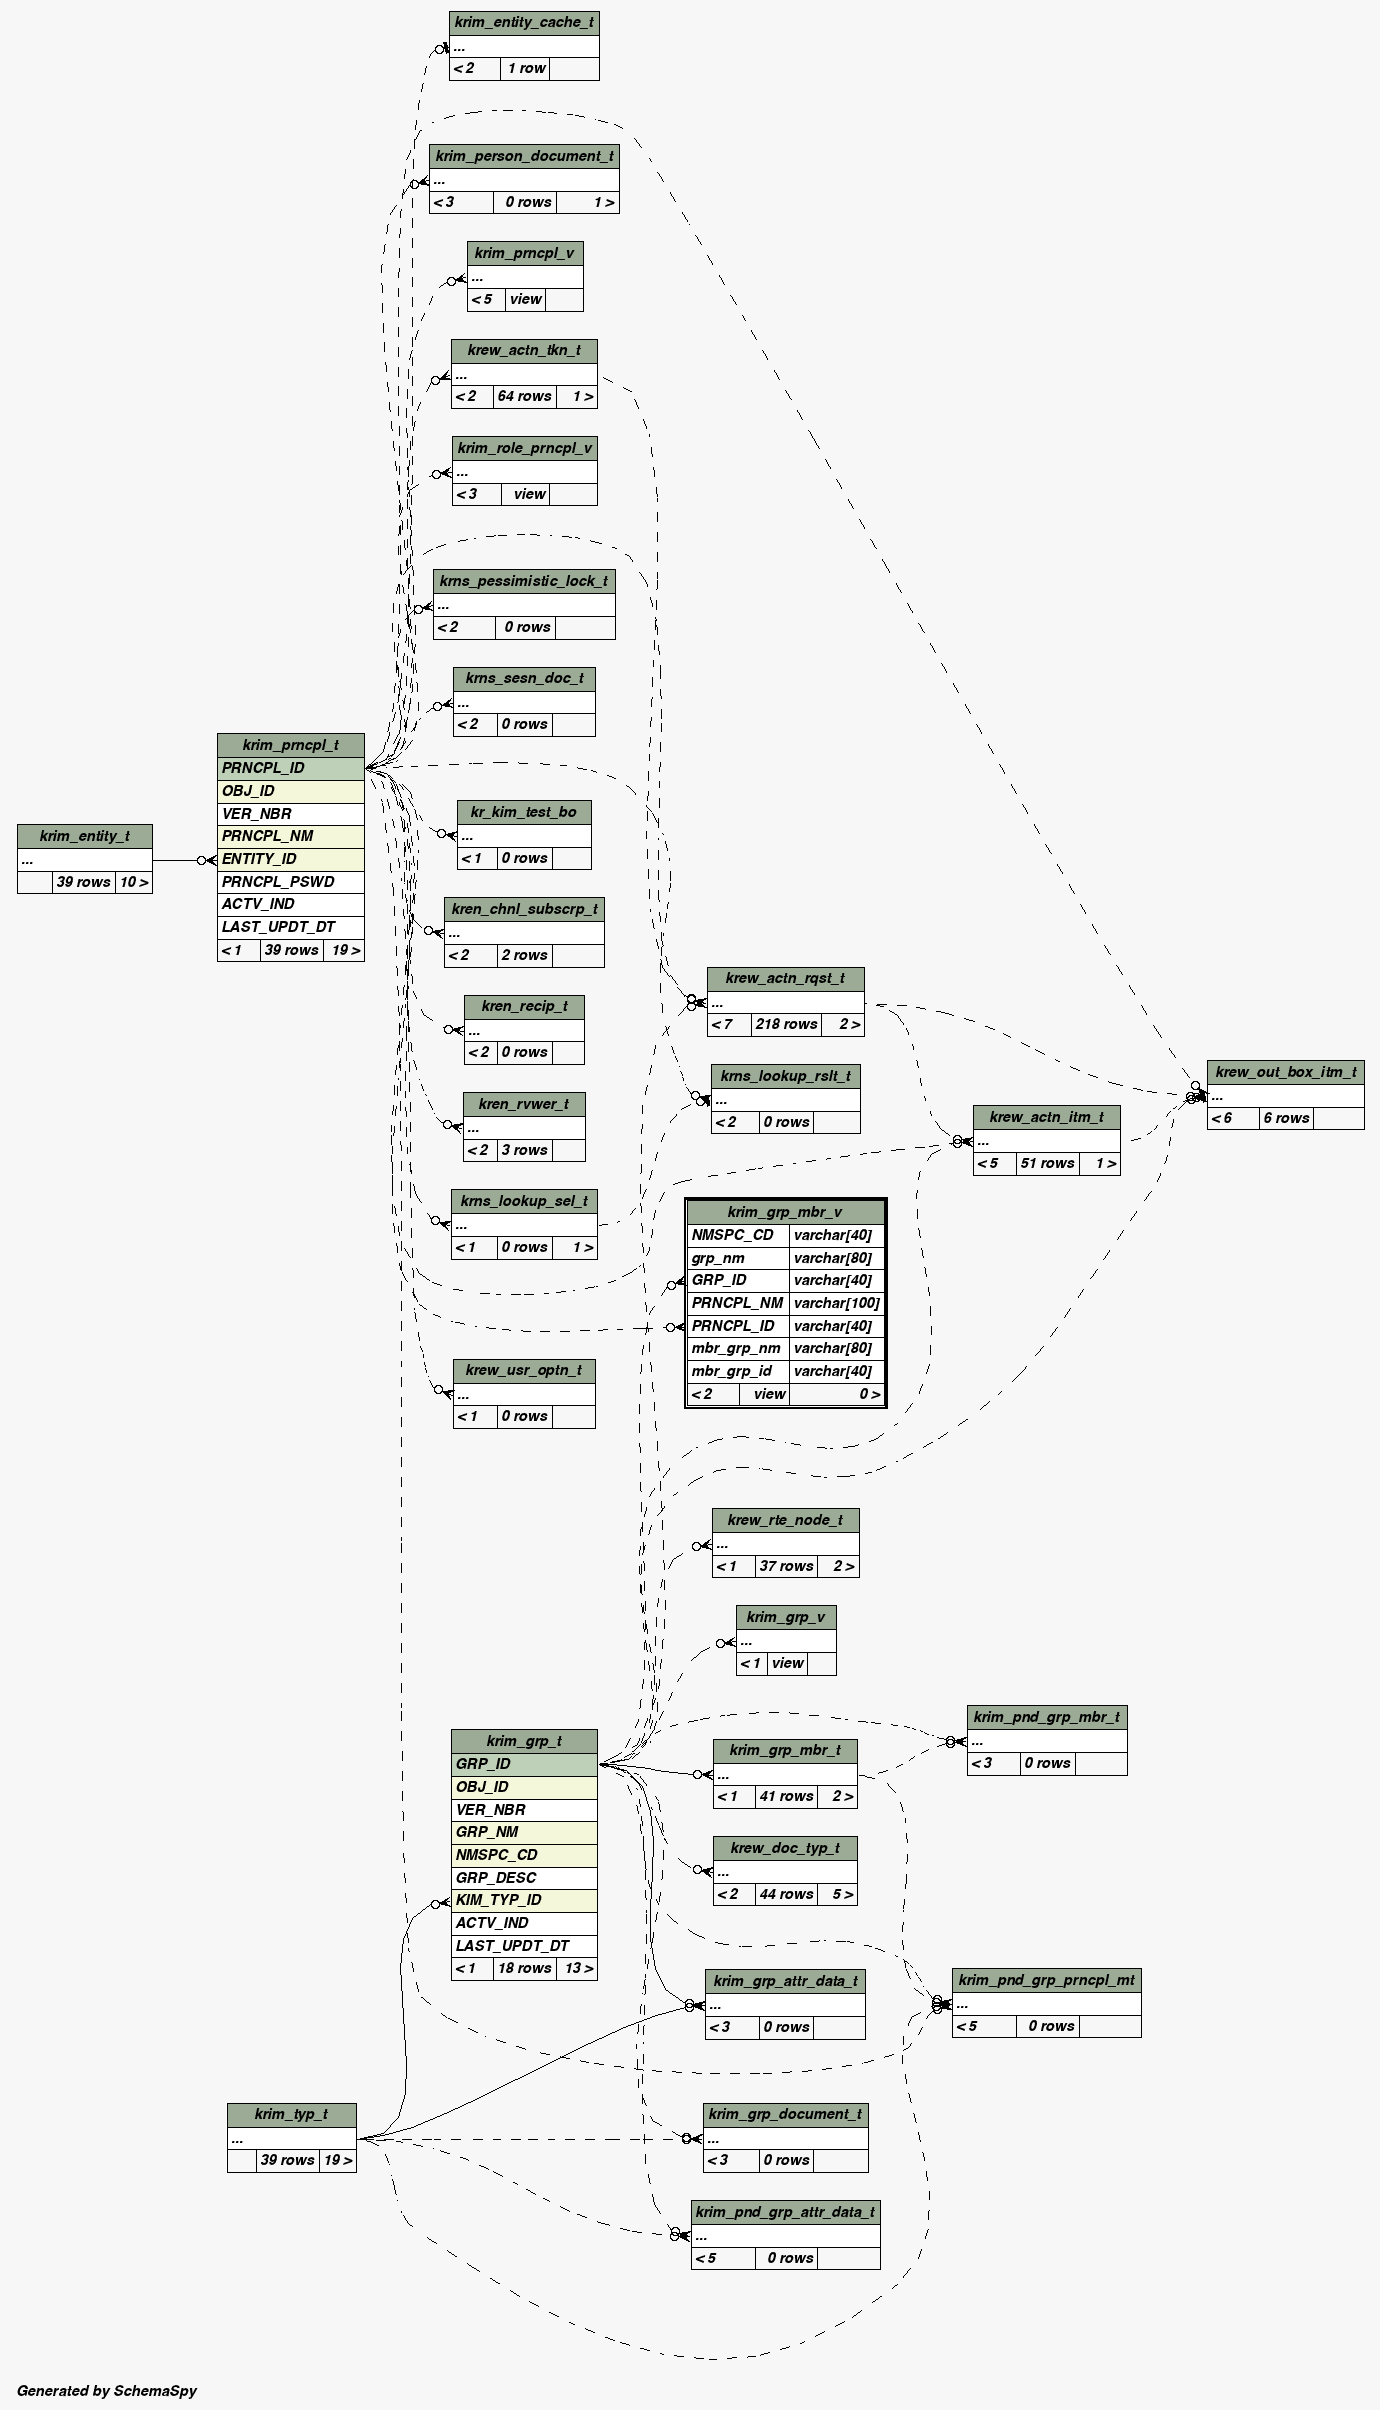 krim_entity_cache_t
...
< 2 1 row
krim_person_document_t
...
< 3 0 rows 1 >
krim_prncpl_v
...
< 5 view
krew_actn_tkn_t
...
< 2 64 rows 1 >
krim_role_prncpl_v
...
< 3 view
krns_pessimistic_lock_t
...
< 2 0 rows
krns_sesn_doc_t
...
< 2 0 rows
krim_prncpl_t
PRNCPL_ID
OBJ_ID
VER_NBR
PRNCPL_NM
ENTITY_ID
PRNCPL_PSWD
ACTV_IND
LAST_UPDT_DT
< 1 39 rows 19 >
krim_entity_t
...
39 rows 10 >
kr_kim_test_bo
...
< 1 0 rows
kren_chnl_subscrp_t
...
< 2 2 rows
kren_recip_t
...
< 2 0 rows
kren_rvwer_t
...
< 2 3 rows
krns_lookup_sel_t
...
< 1 0 rows 1 >
krew_usr_optn_t
...
< 1 0 rows
krew_actn_rqst_t
...
< 7 218 rows 2 >
krns_lookup_rslt_t
...
< 2 0 rows
krew_out_box_itm_t
...
< 6 6 rows
krew_actn_itm_t
...
< 5 51 rows 1 >
krim_grp_mbr_v
NMSPC_CD varchar[40]
grp_nm varchar[80]
GRP_ID varchar[40]
PRNCPL_NM varchar[100]
PRNCPL_ID varchar[40]
mbr_grp_nm varchar[80]
mbr_grp_id varchar[40]
< 2 view 0 >
krew_rte_node_t
...
< 1 37 rows 2 >
krim_grp_v
...
< 1 view
krim_pnd_grp_mbr_t
...
< 3 0 rows
krim_grp_t
GRP_ID
OBJ_ID
VER_NBR
GRP_NM
NMSPC_CD
GRP_DESC
KIM_TYP_ID
ACTV_IND
LAST_UPDT_DT
< 1 18 rows 13 >
krim_grp_mbr_t
...
< 1 41 rows 2 >
krew_doc_typ_t
...
< 2 44 rows 5 >
krim_grp_attr_data_t
...
< 3 0 rows
krim_pnd_grp_prncpl_mt
...
< 5 0 rows
krim_typ_t
...
39 rows 19 >
krim_grp_document_t
...
< 3 0 rows
krim_pnd_grp_attr_data_t
...
< 5 0 rows
Generated by SchemaSpy